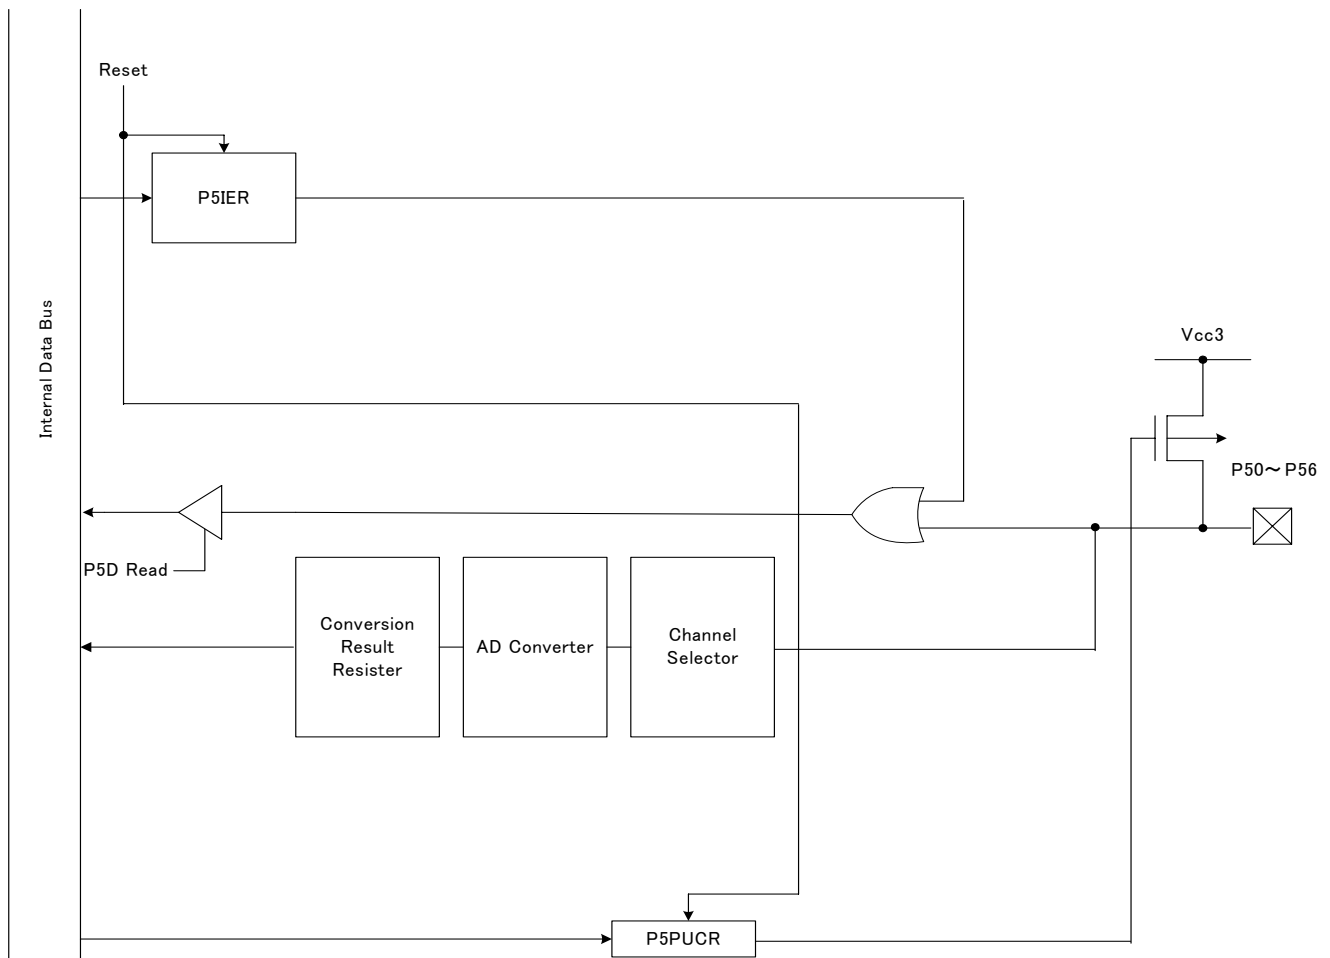 Reset
P5IER
Internal Data Bus
Vcc3
P50～P56
P5D Read
Conversion
Result
Resister
AD Converter
Channel
Selector
P5PUCR